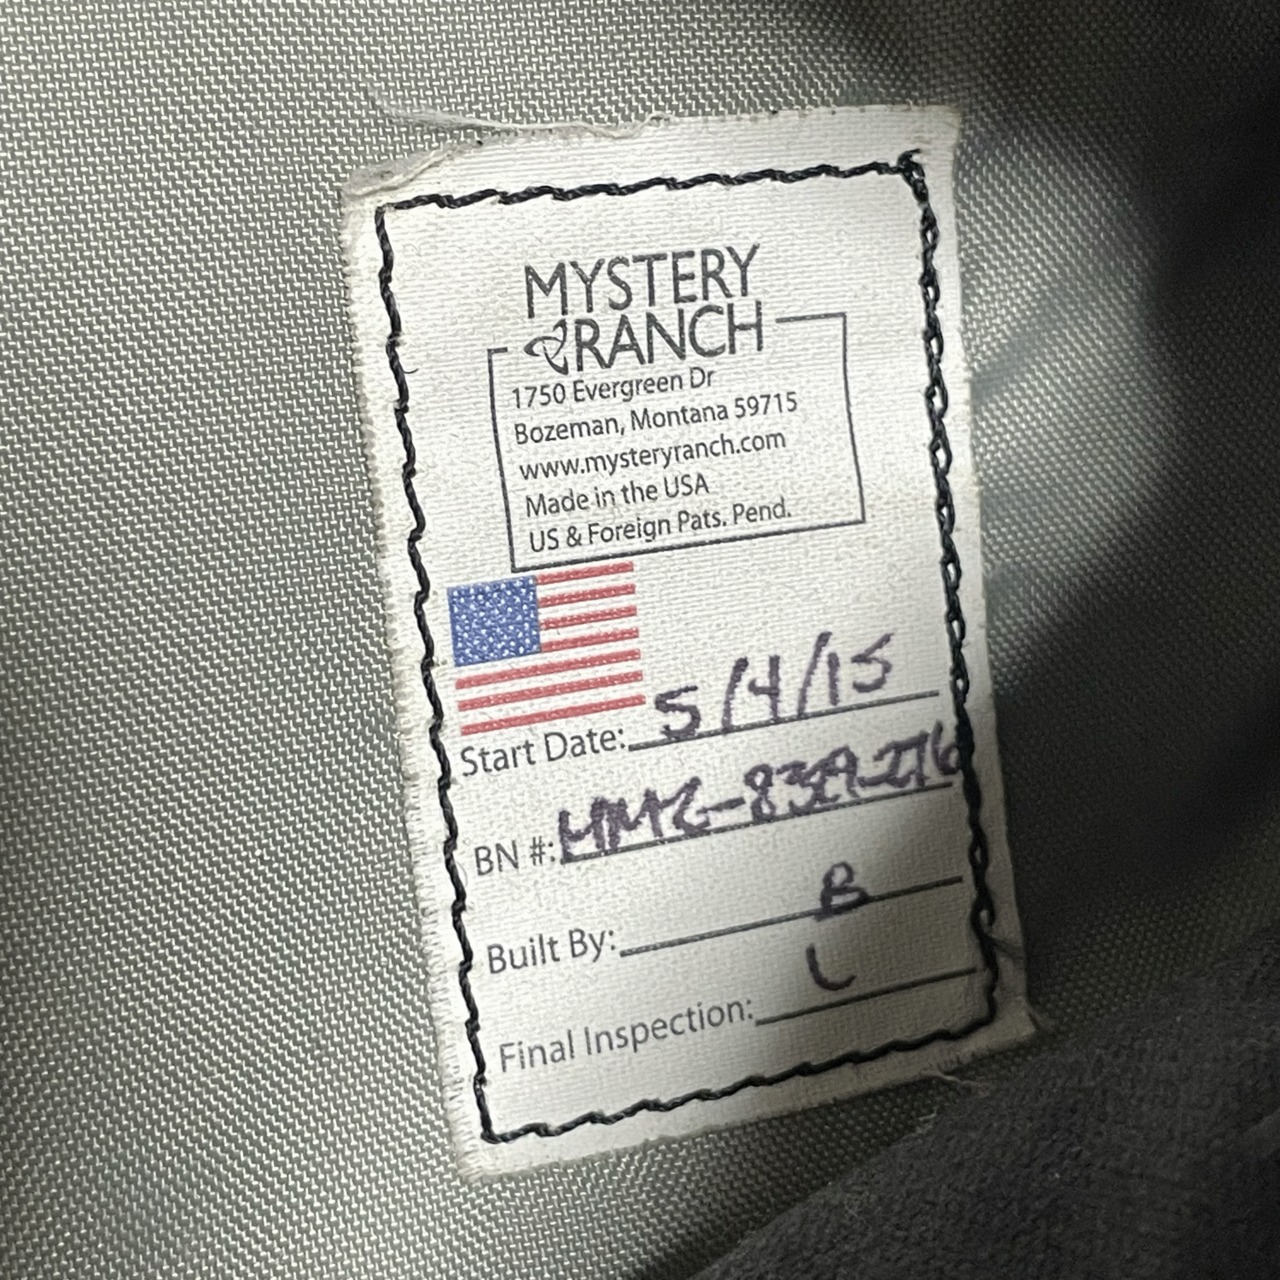 MYSTERY
RANCH
1750 Evergreen Dr
Bozeman, Montana 59715
www.mysteryranch.com
Made in the USA
US & Foreign Pats. Pend.
Start Date: 5/4/15
BN #:
Built By: B
Final Inspection: L